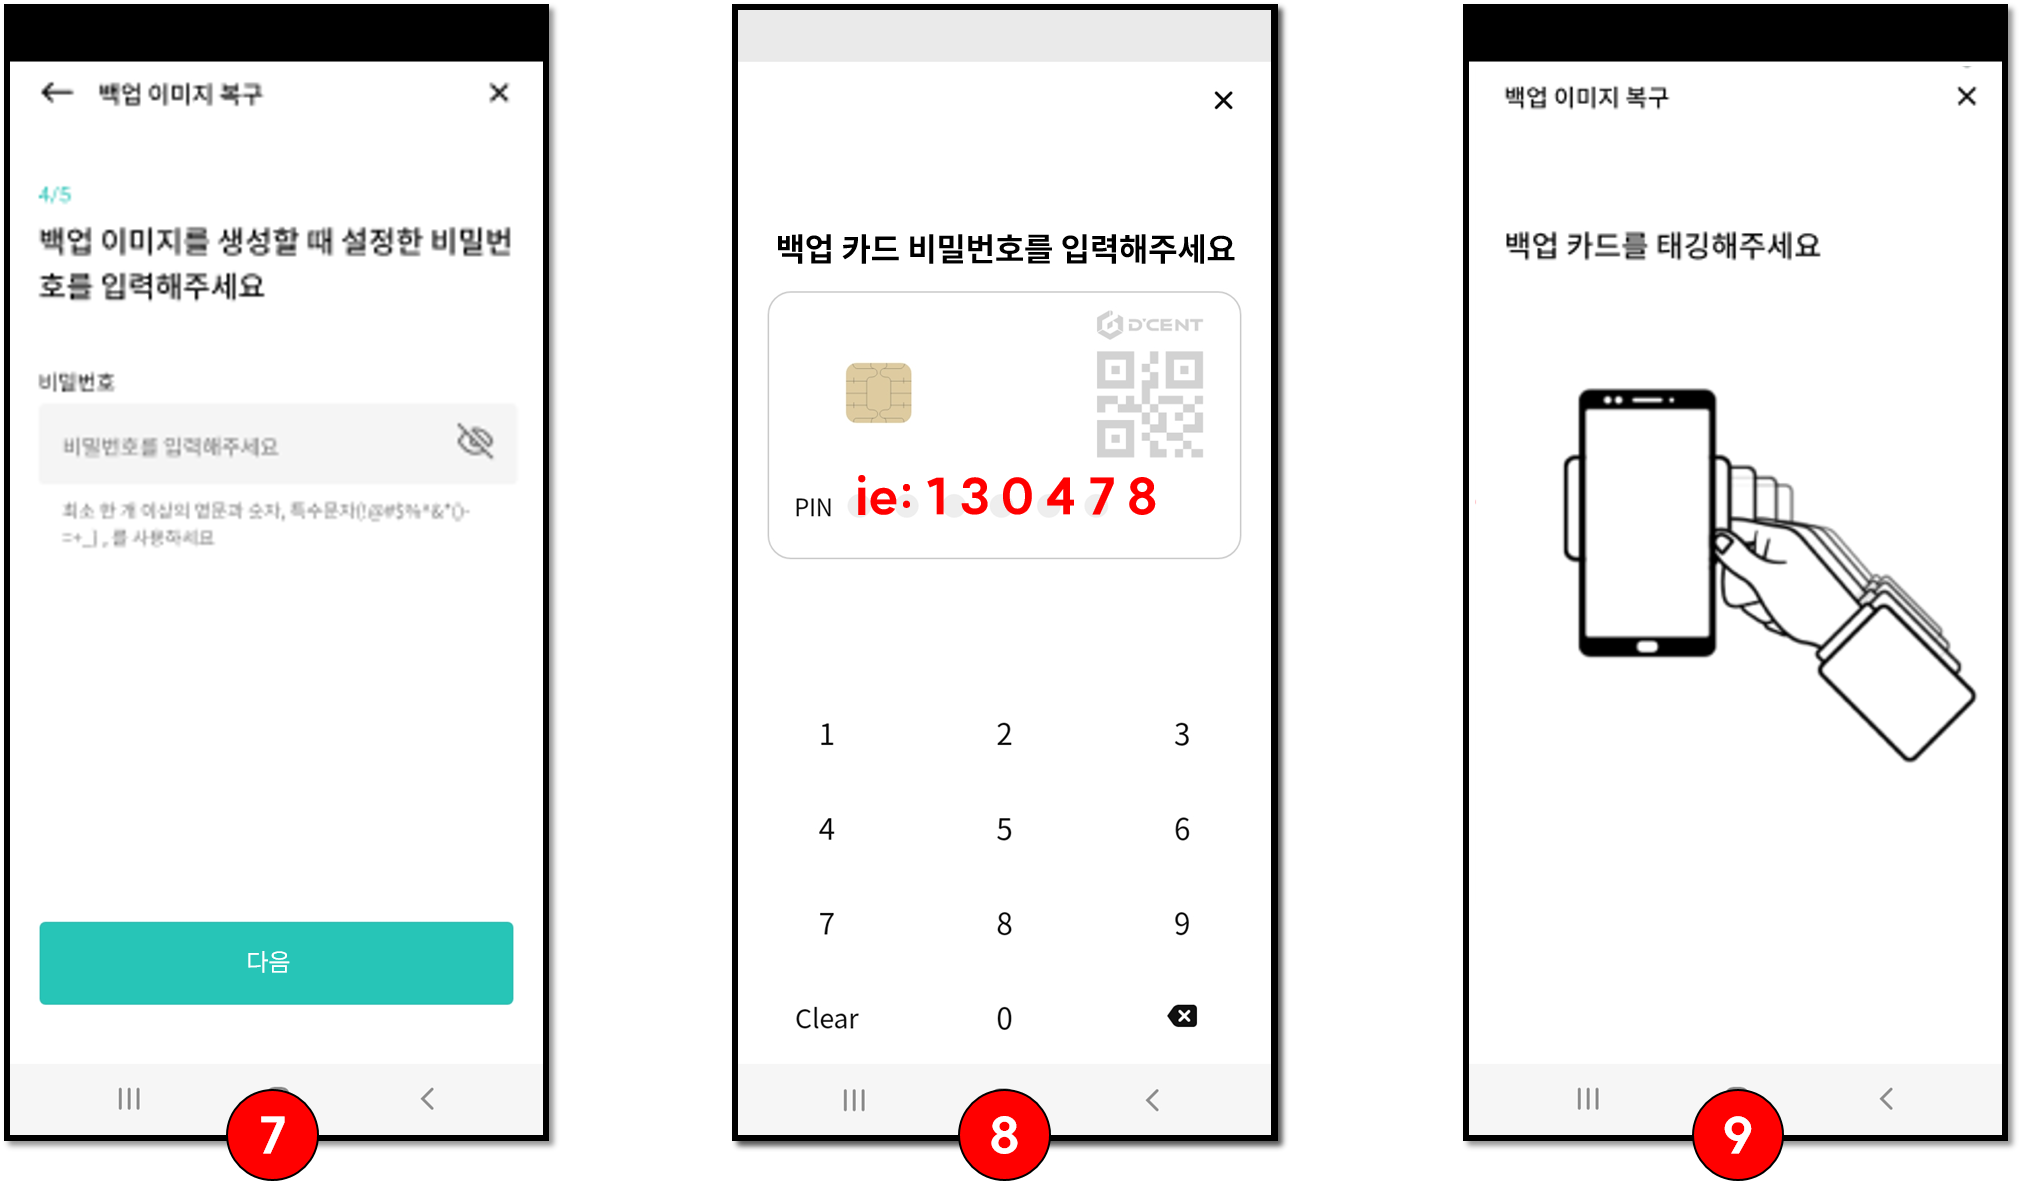 백업 이미지 복구
4/5
백업 이미지를 생성할 때 설정한 비밀번
호를 입력해주세요
비밀번호
비밀번호를 입력해주세요
최소 한 개 이상의 영문과 숫자, 특수문자(!@#$%^&*()-
=+_) , 를 사용하세요
다음
7
백업 카드 비밀번호를 입력해주세요
D'CENT
PIN ie: 1 3 0 4 7 8
1 2 3
4 5 6
7 8 9
Clear 0
8
백업 이미지 복구
백업 카드를 태깅해주세요
9